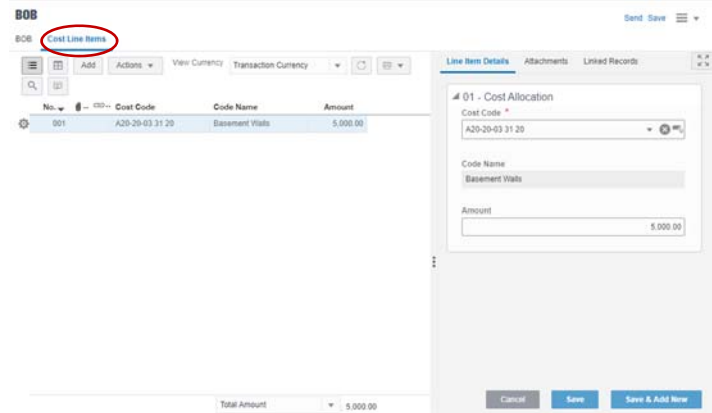 BOB
Send Save
BOB Cost Line Items
Add Actions View Currency Transaction Currency
Line Item Details Attachments Linked Records
No. Cost Code Code Name Amount
001 A20-20-03 31 20 Basement Walls 5,000.00
01 - Cost Allocation
Cost Code *
A20-20-03 31 20
Code Name
Basement Walls
Amount
5,000.00
Total Amount 5,000.00
Cancel Save Save & Add New